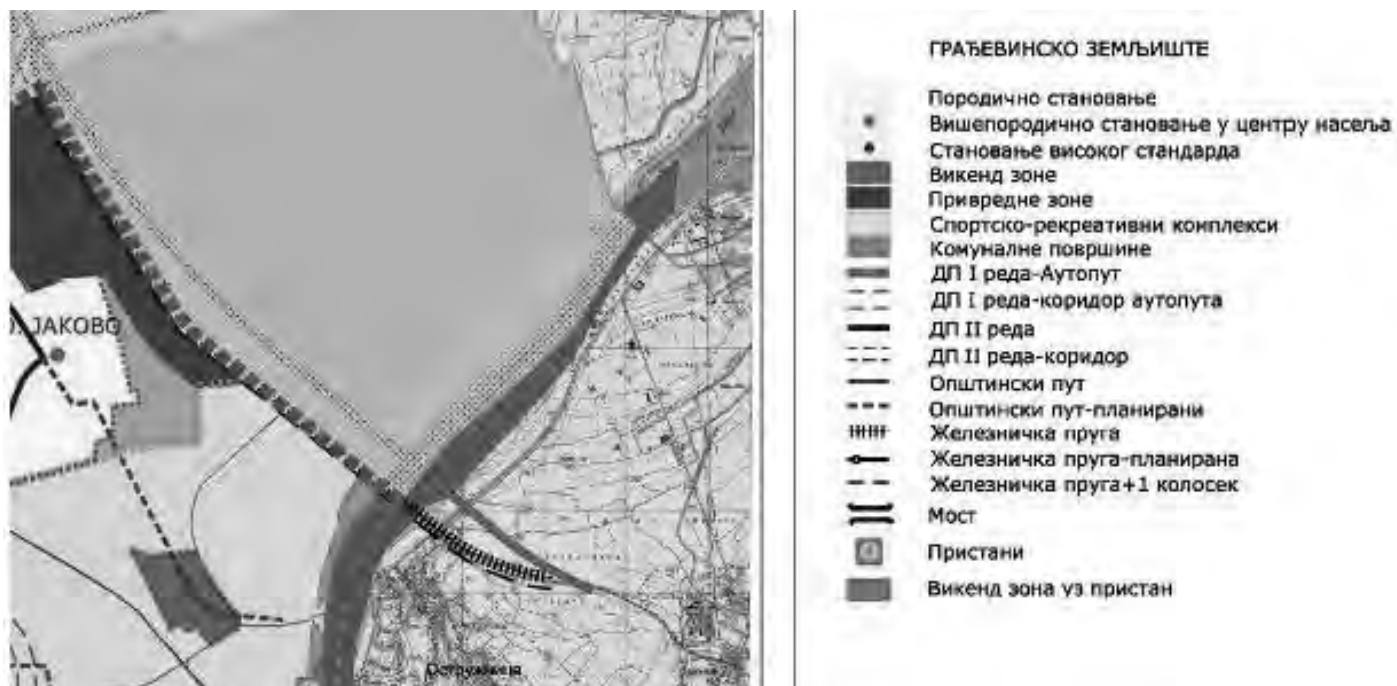 ЈАКОВО
Остружница
ГРАЂЕВИНСКО ЗЕМЉИШТЕ
Породично становање
Вишепородично становање у центру насеља
Становање високог стандарда
Викенд зоне
Привредне зоне
Спортско-рекреативни комплекси
Комуналне површине
ДП I реда-Аутопут
ДП I реда-коридор аутопута
ДП II реда
ДП II реда-коридор
Општински пут
Општински пут-планирани
Железничка пруга
Железничка пруга-планирана
Железничка пруга+1 колосек
Мост
Пристани
Викенд зона уз пристан